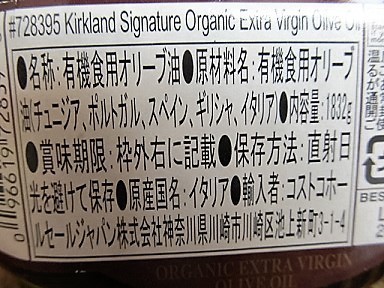 #728395 Kirkland Signature Organic Extra Virgin Olive Oil
●名称:有機食用オリーブ油●原材料名:有機食用オリーブ
油(チュニジア、ポルトガル、スペイン、ギリシャ、イタリア)●内容量:1832g
●賞味期限:枠外右に記載●保存方法:直射日
光を避けて保存●原産国名:イタリア●輸入者:コストコホー
ルセールジャパン株式会社神奈川県川崎市川崎区池上新町3-1-4
ORGANIC EXTRA VIRGIN
OLIVE OIL